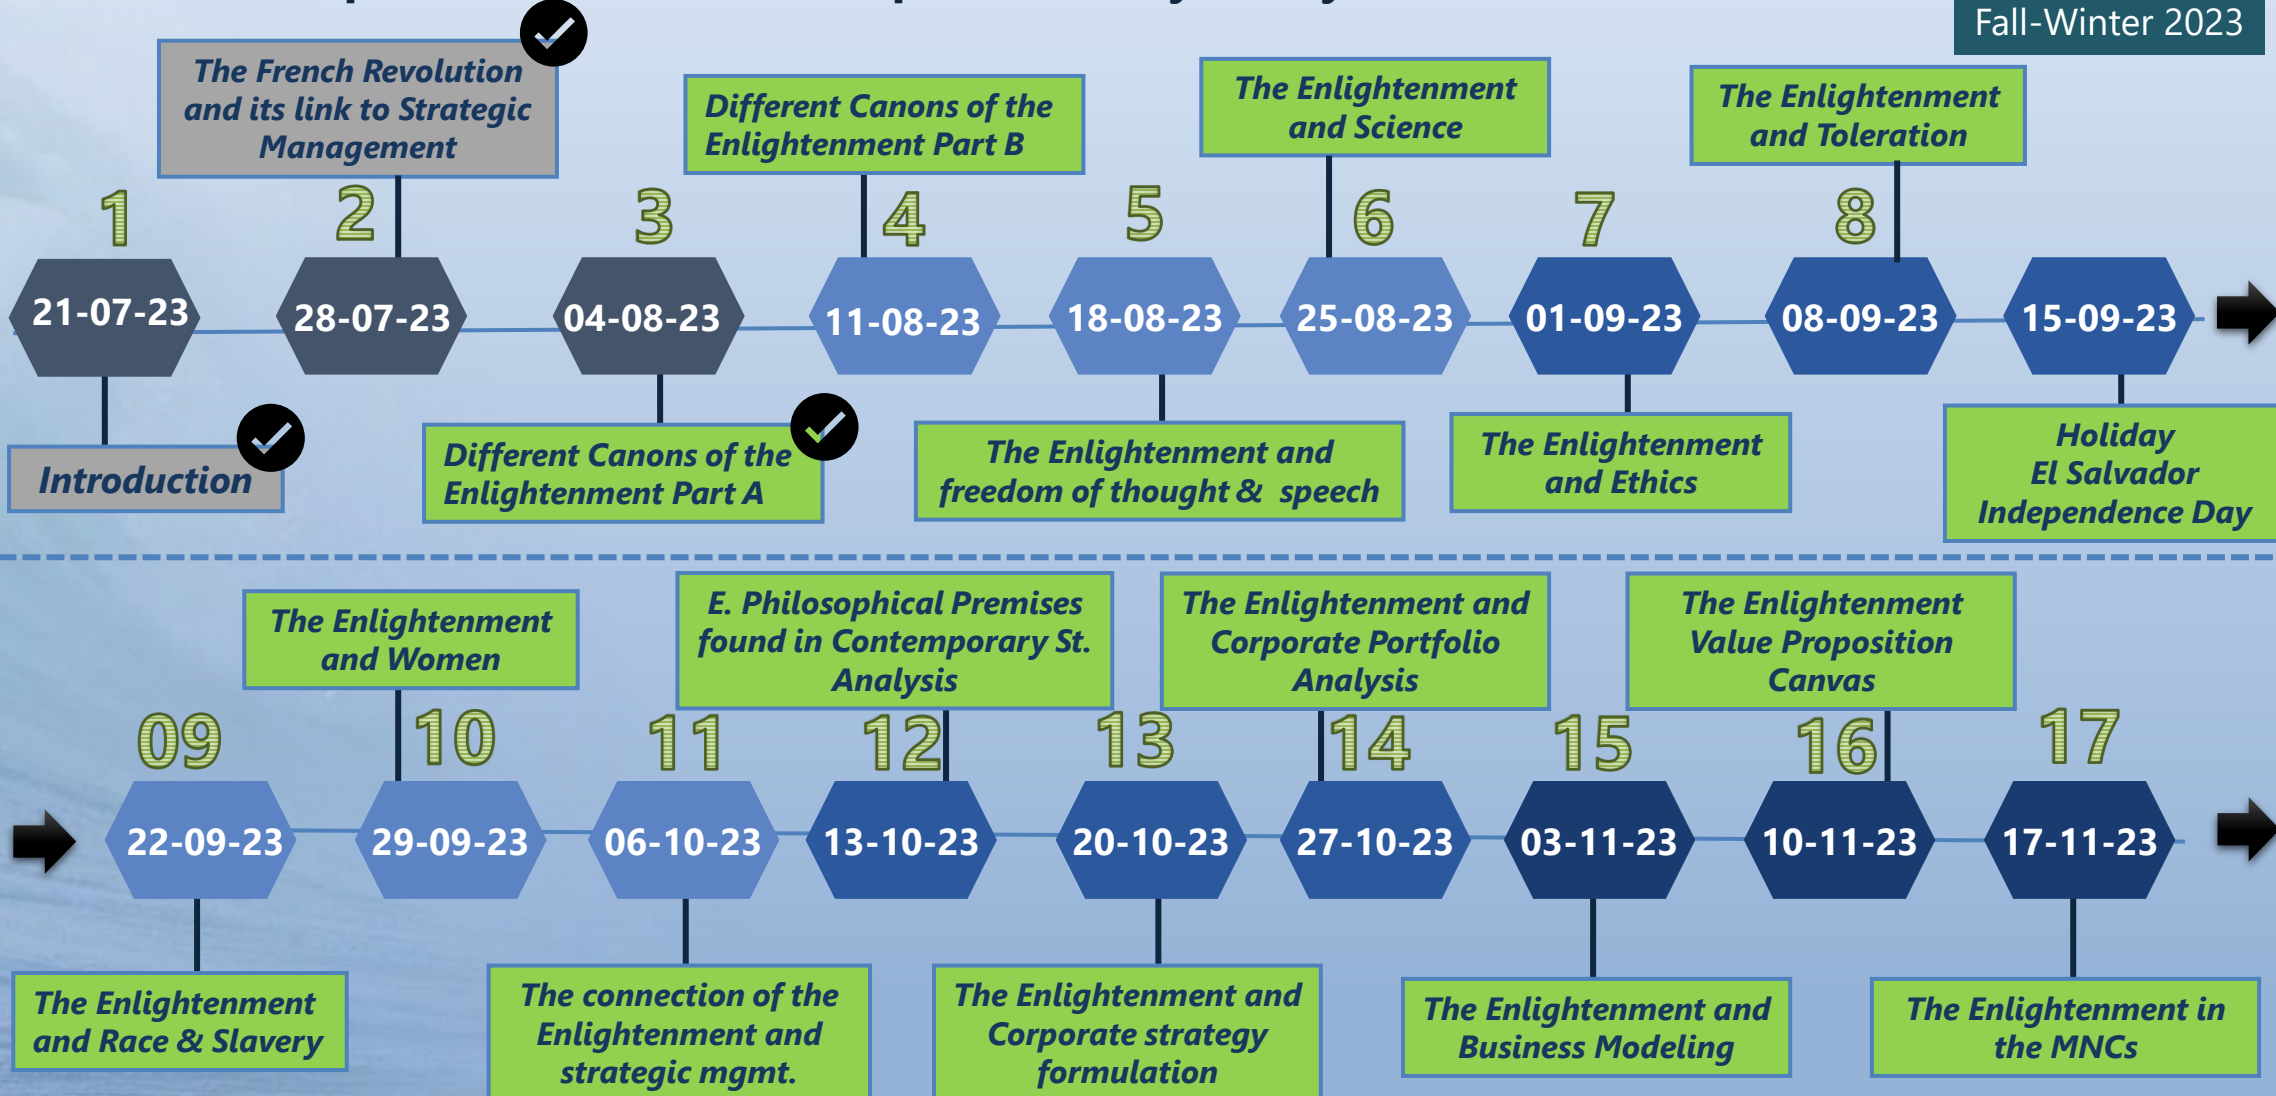 Fall-Winter 2023
The French Revolution
and its link to Strategic
Management
Different Canons of the
Enlightenment Part B
The Enlightenment
and Science
The Enlightenment
and Toleration
1
2
3
4
5
6
7
8
21-07-23
28-07-23
04-08-23
11-08-23
18-08-23
25-08-23
01-09-23
08-09-23
15-09-23
Introduction
Different Canons of the
Enlightenment Part A
The Enlightenment and
freedom of thought & speech
The Enlightenment
and Ethics
Holiday
El Salvador
Independence Day
The Enlightenment
and Women
E. Philosophical Premises
found in Contemporary St.
Analysis
The Enlightenment and
Corporate Portfolio
Analysis
The Enlightenment
Value Proposition
Canvas
09
10
11
12
13
14
15
16
17
22-09-23
29-09-23
06-10-23
13-10-23
20-10-23
27-10-23
03-11-23
10-11-23
17-11-23
The Enlightenment
and Race & Slavery
The connection of the
Enlightenment and
strategic mgmt.
The Enlightenment and
Corporate strategy
formulation
The Enlightenment and
Business Modeling
The Enlightenment in
the MNCs